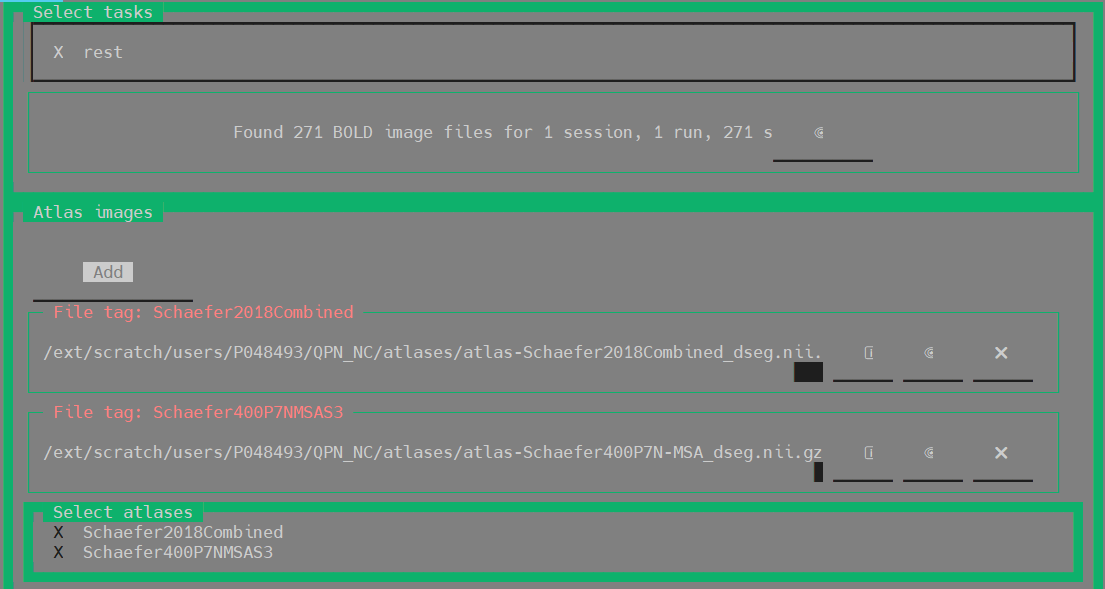 Select tasks
X rest
Found 271 BOLD image files for 1 session, 1 run, 271 s
Atlas images
Add
File tag: Schaefer2018Combined
/ext/scratch/users/P048493/QPN_NC/atlases/atlas-Schaefer2018Combined_dseg.nii.
File tag: Schaefer400P7NMSAS3
/ext/scratch/users/P048493/QPN_NC/atlases/atlas-Schaefer400P7N-MSA_dseg.nii.gz
Select atlases
X Schaefer2018Combined
X Schaefer400P7NMSAS3